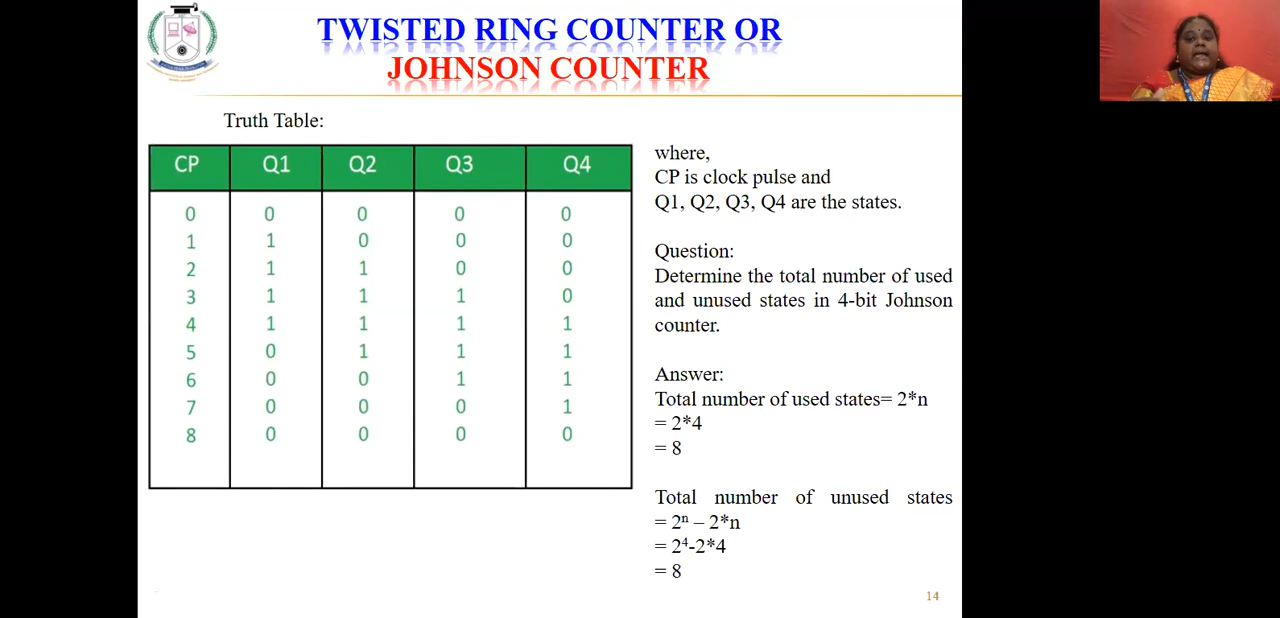 TWISTED RING COUNTER OR
JOHNSON COUNTER
Truth Table:
CP Q1 Q2 Q3 Q4
0 0 0 0 0
1 1 0 0 0
2 1 1 0 0
3 1 1 1 0
4 1 1 1 1
5 0 1 1 1
6 0 0 1 1
7 0 0 0 1
8 0 0 0 0
where,
CP is clock pulse and
Q1, Q2, Q3, Q4 are the states.
Question:
Determine the total number of used
and unused states in 4-bit Johnson
counter.
Answer:
Total number of used states= 2*n
= 2*4
= 8
Total number of unused states
= 2ⁿ – 2*n
= 2⁴-2*4
= 8
14